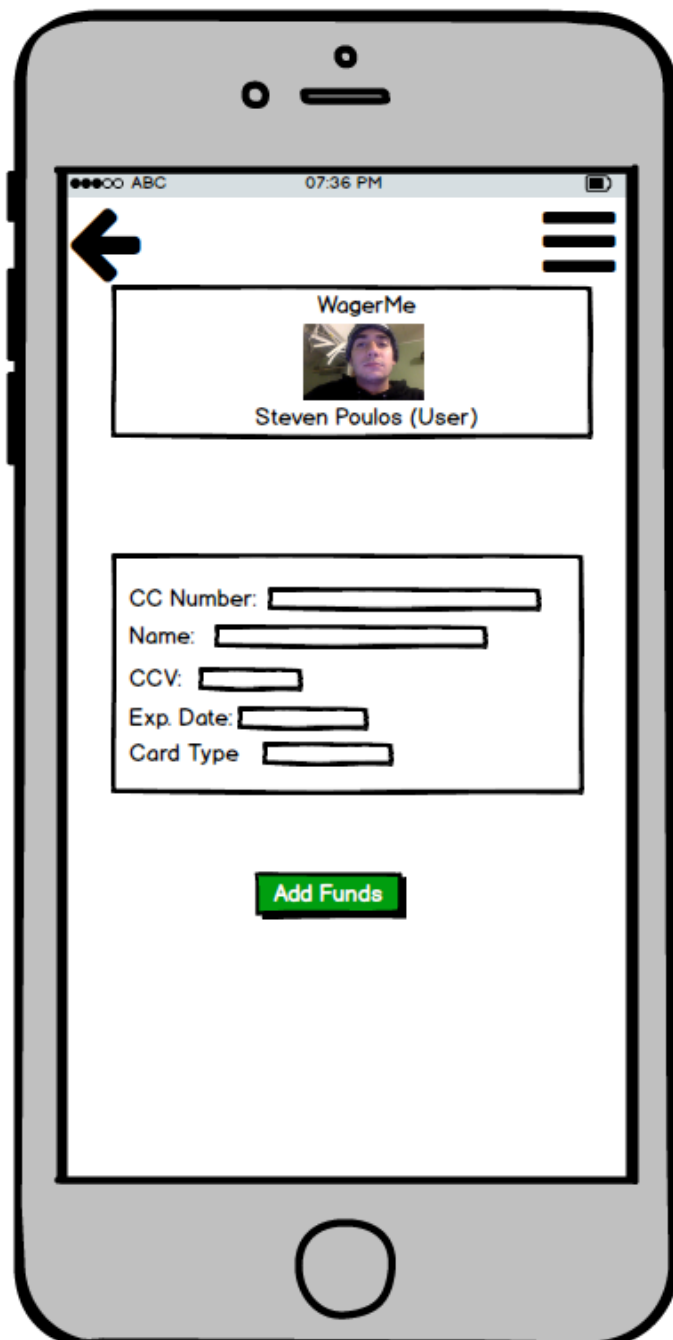 ABC 07:36 PM
WagerMe
Steven Poulos (User)
CC Number:
Name:
CCV:
Exp. Date:
Card Type
Add Funds